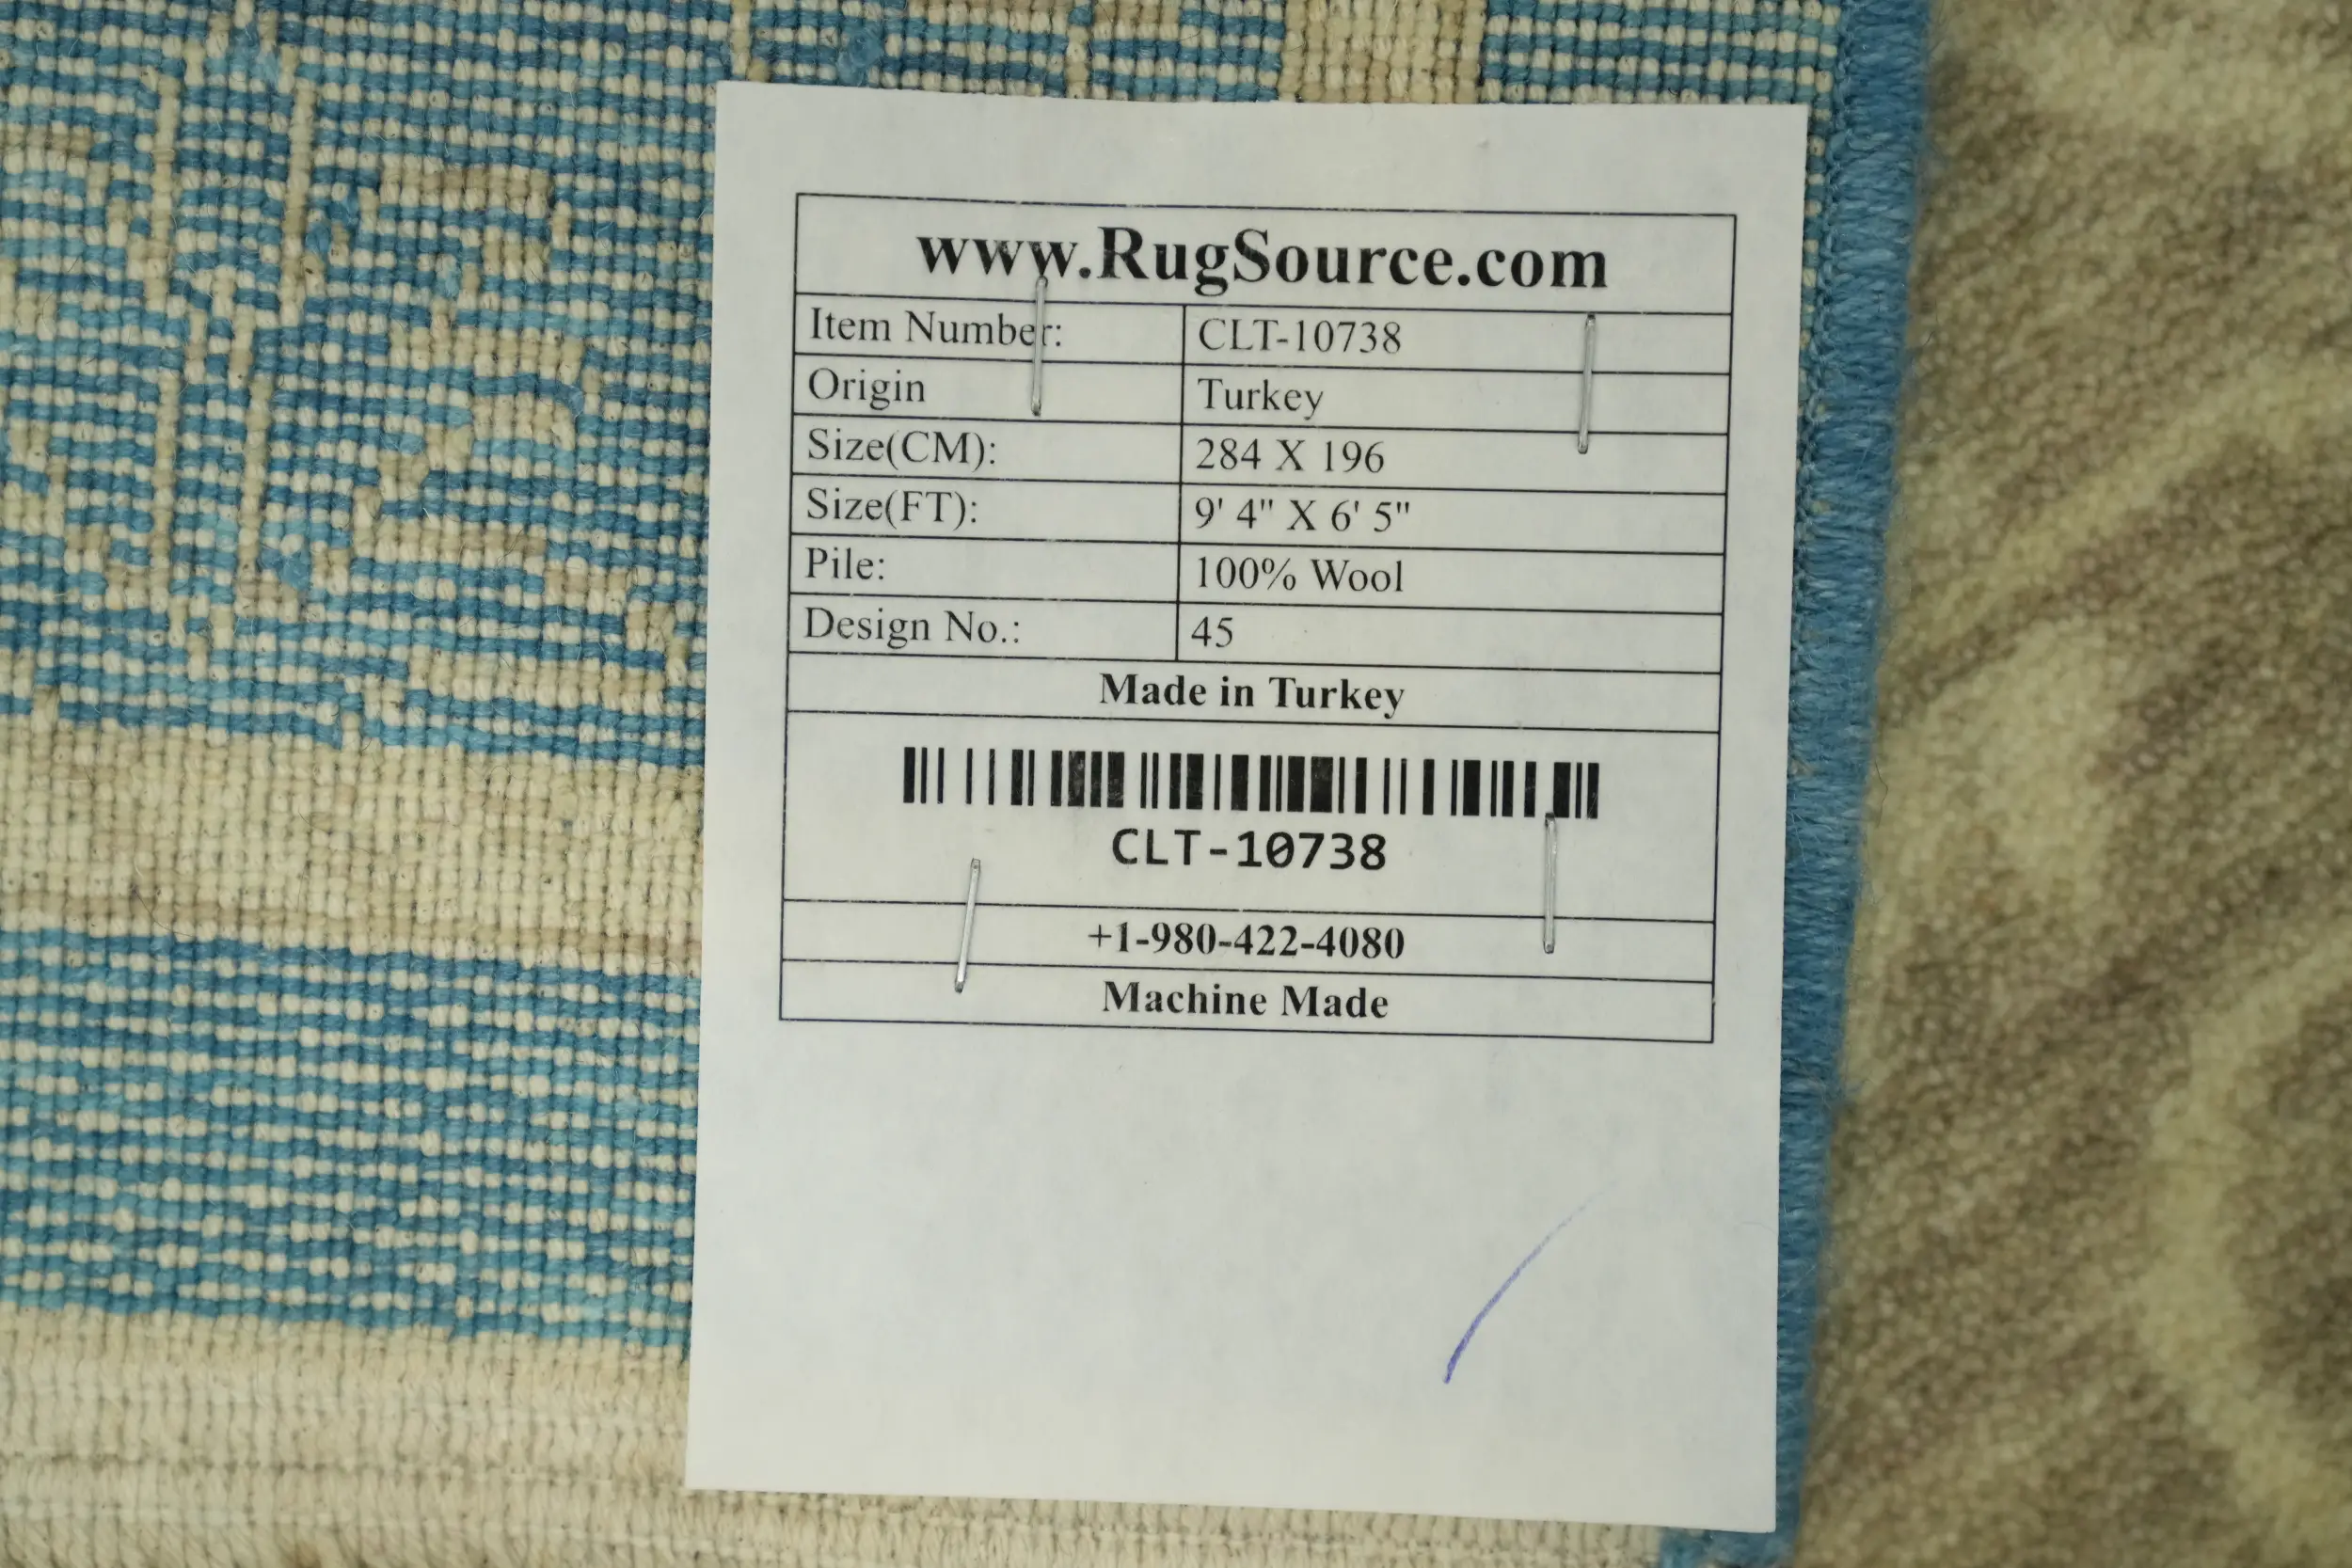 www.RugSource.com
Item Number: CLT-10738
Origin Turkey
Size(CM): 284 X 196
Size(FT): 9' 4" X 6' 5"
Pile: 100% Wool
Design No.: 45
Made in Turkey
CLT-10738
+1-980-422-4080
Machine Made